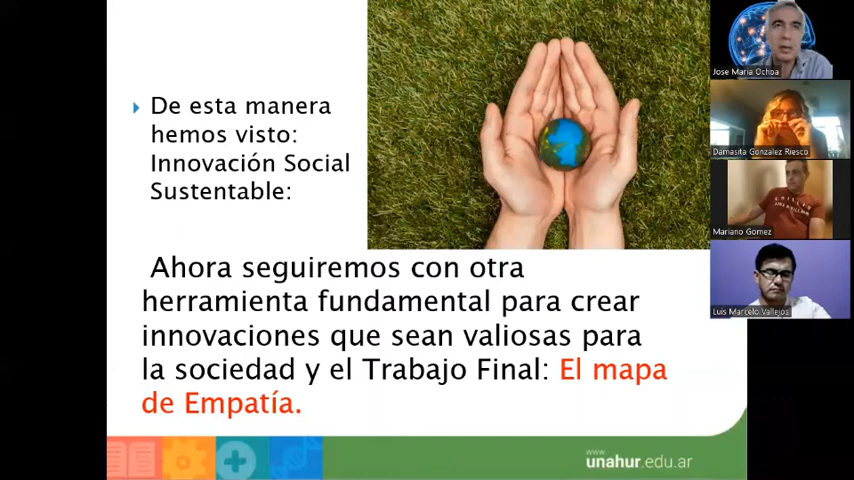 De esta manera
hemos visto:
Innovación Social
Sustentable:
Ahora seguiremos con otra
herramienta fundamental para crear
innovaciones que sean valiosas para
la sociedad y el Trabajo Final: El mapa
de Empatía.
www.
unahur.edu.ar
Jose Maria Ochoa
Damasita Gonzalez Riesco
Mariano Gomez
Luis Marcelo Vallejos